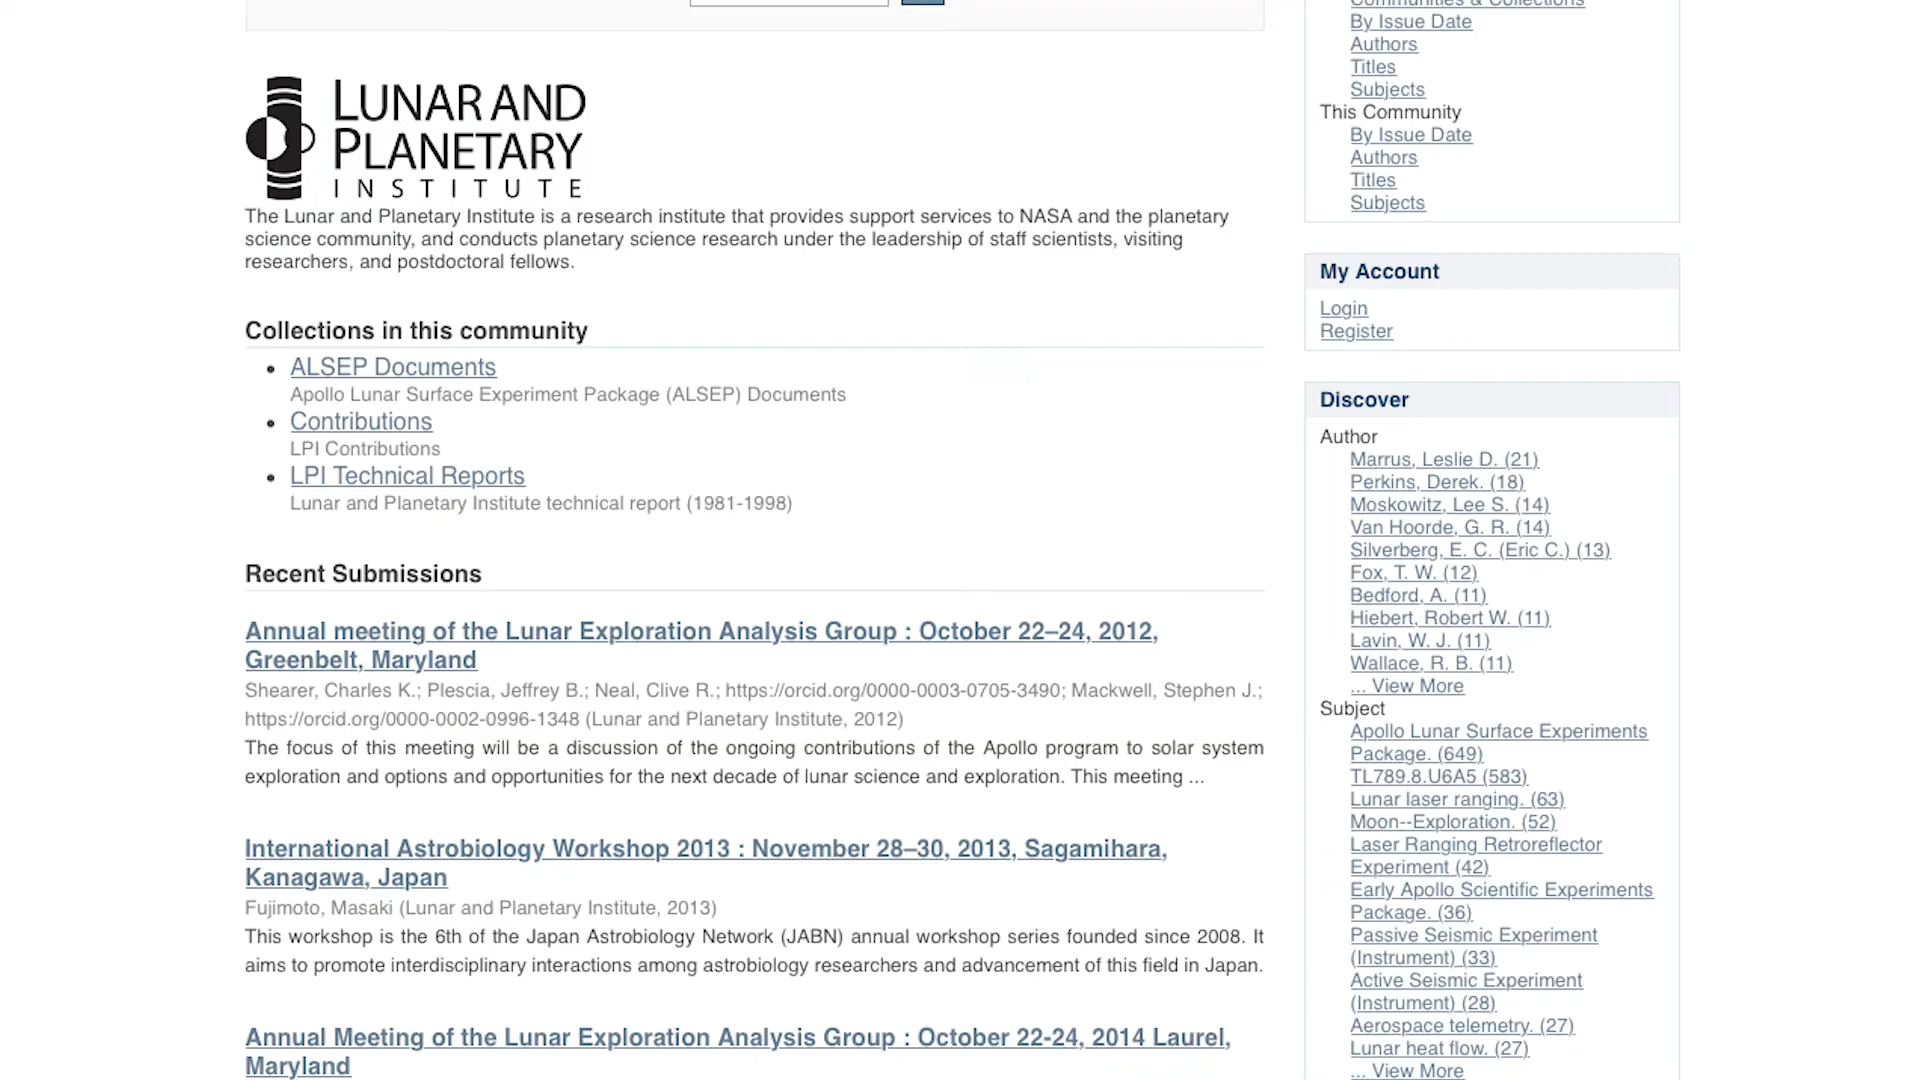 LUNAR AND
PLANETARY
INSTITUTE
The Lunar and Planetary Institute is a research institute that provides support services to NASA and the planetary
science community, and conducts planetary science research under the leadership of staff scientists, visiting
researchers, and postdoctoral fellows.
Collections in this community
ALSEP Documents
Apollo Lunar Surface Experiment Package (ALSEP) Documents
Contributions
LPI Contributions
LPI Technical Reports
Lunar and Planetary Institute technical report (1981-1998)
Recent Submissions
Annual meeting of the Lunar Exploration Analysis Group : October 22–24, 2012,
Greenbelt, Maryland
Shearer, Charles K.; Plescia, Jeffrey B.; Neal, Clive R.; https://orcid.org/0000-0003-0705-3490; Mackwell, Stephen J.;
https://orcid.org/0000-0002-0996-1348 (Lunar and Planetary Institute, 2012)
The focus of this meeting will be a discussion of the ongoing contributions of the Apollo program to solar system
exploration and options and opportunities for the next decade of lunar science and exploration. This meeting ...
International Astrobiology Workshop 2013 : November 28–30, 2013, Sagamihara,
Kanagawa, Japan
Fujimoto, Masaki (Lunar and Planetary Institute, 2013)
This workshop is the 6th of the Japan Astrobiology Network (JABN) annual workshop series founded since 2008. It
aims to promote interdisciplinary interactions among astrobiology researchers and advancement of this field in Japan.
Annual Meeting of the Lunar Exploration Analysis Group : October 22-24, 2014 Laurel,
Maryland
Communities & Collections
By Issue Date
Authors
Titles
Subjects
This Community
By Issue Date
Authors
Titles
Subjects
My Account
Login
Register
Discover
Author
Marrus, Leslie D. (21)
Perkins, Derek. (18)
Moskowitz, Lee S. (14)
Van Hoorde, G. R. (14)
Silverberg, E. C. (Eric C.) (13)
Fox, T. W. (12)
Bedford, A. (11)
Hiebert, Robert W. (11)
Lavin, W. J. (11)
Wallace, R. B. (11)
... View More
Subject
Apollo Lunar Surface Experiments
Package. (649)
TL789.8.U6A5 (583)
Lunar laser ranging. (63)
Moon--Exploration. (52)
Laser Ranging Retroreflector
Experiment (42)
Early Apollo Scientific Experiments
Package. (36)
Passive Seismic Experiment
(Instrument) (33)
Active Seismic Experiment
(Instrument) (28)
Aerospace telemetry. (27)
Lunar heat flow. (27)
... View More